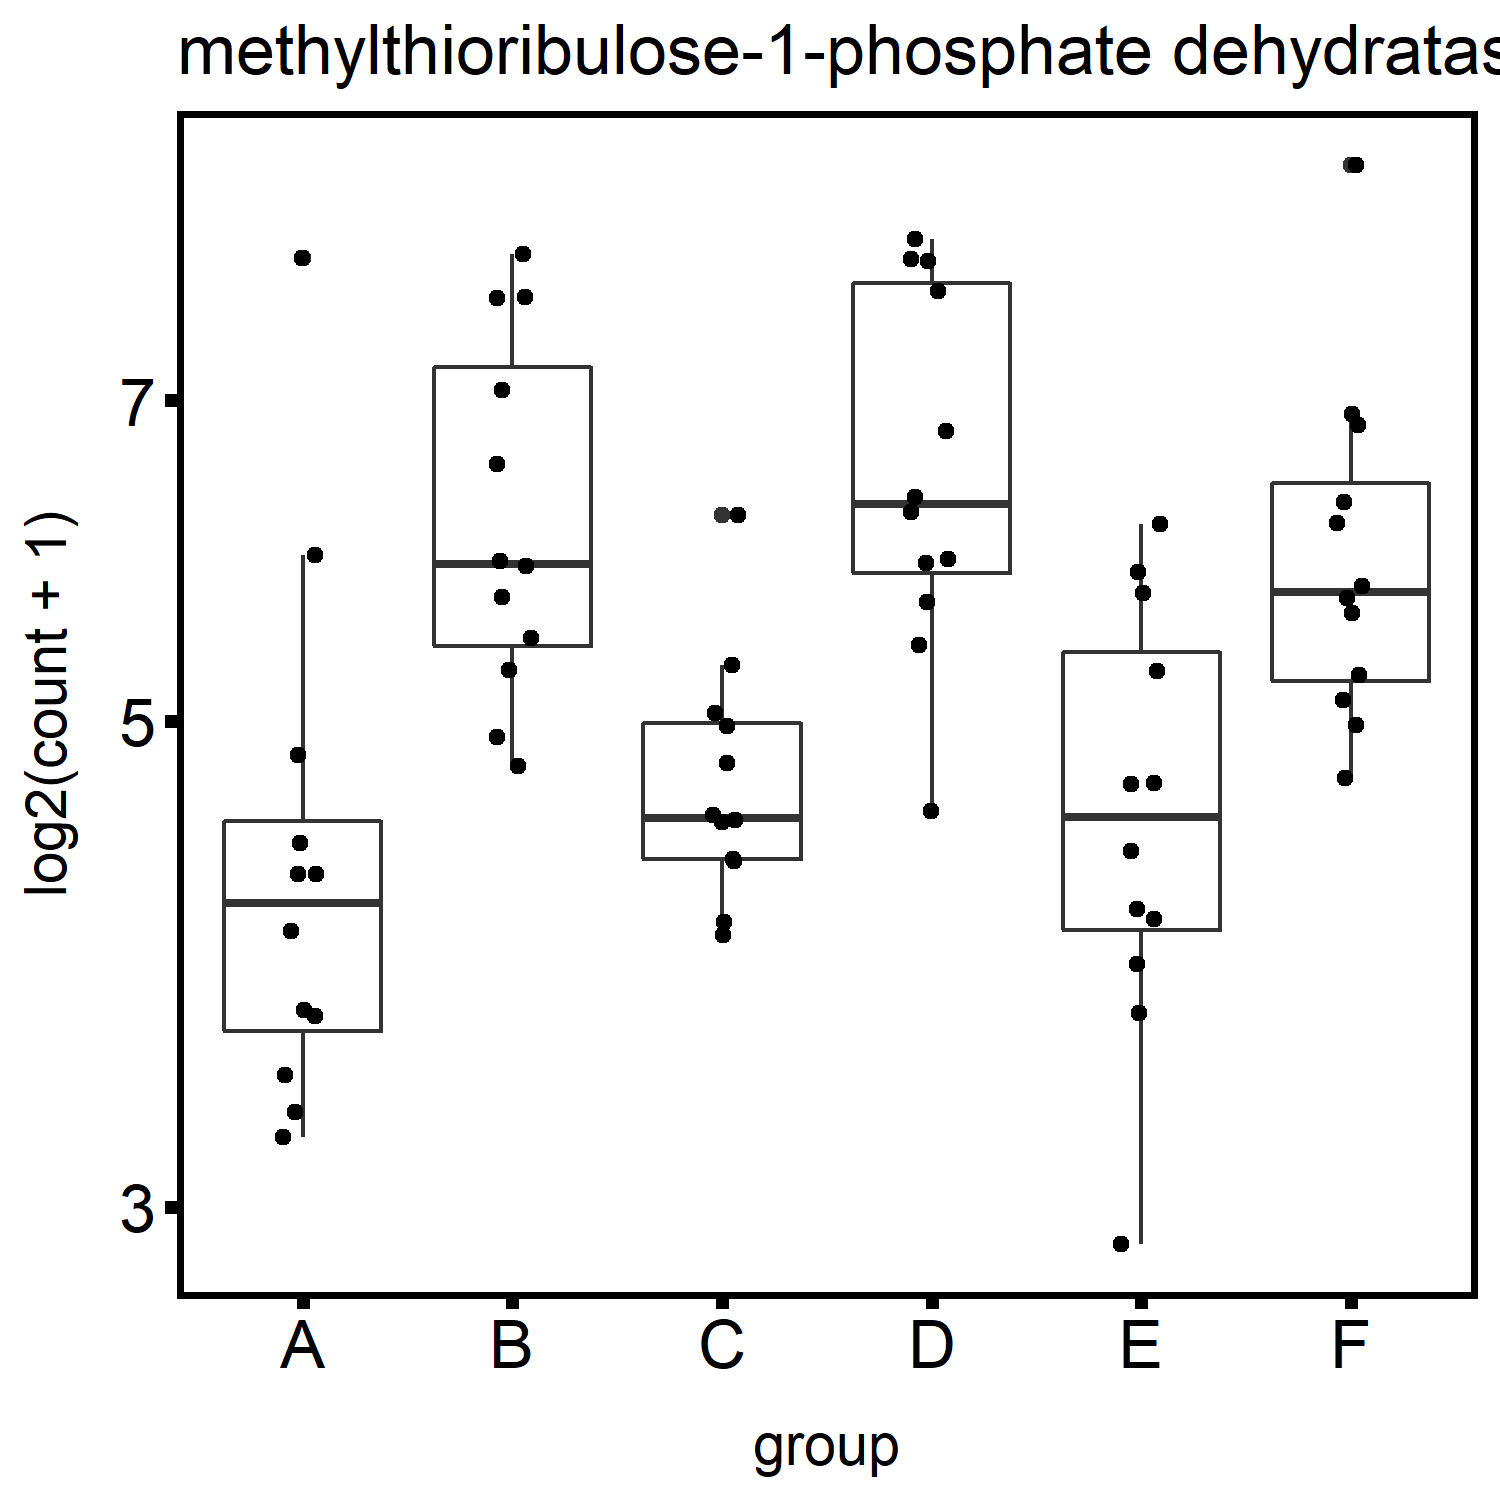 methylthioribulose-1-phosphate dehydratas
log2(count + 1)
7
5
3
A B C D E F
group